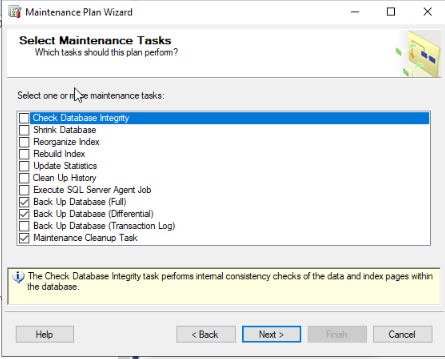 Maintenance Plan Wizard
Select Maintenance Tasks
Which tasks should this plan perform?
Select one or more maintenance tasks:
Check Database Integrity
Shrink Database
Reorganize Index
Rebuild Index
Update Statistics
Clean Up History
Execute SQL Server Agent Job
Back Up Database (Full)
Back Up Database (Differential)
Back Up Database (Transaction Log)
Maintenance Cleanup Task
The Check Database Integrity task performs internal consistency checks of the data and index pages within
the database.
Help
< Back
Next >
Finish
Cancel